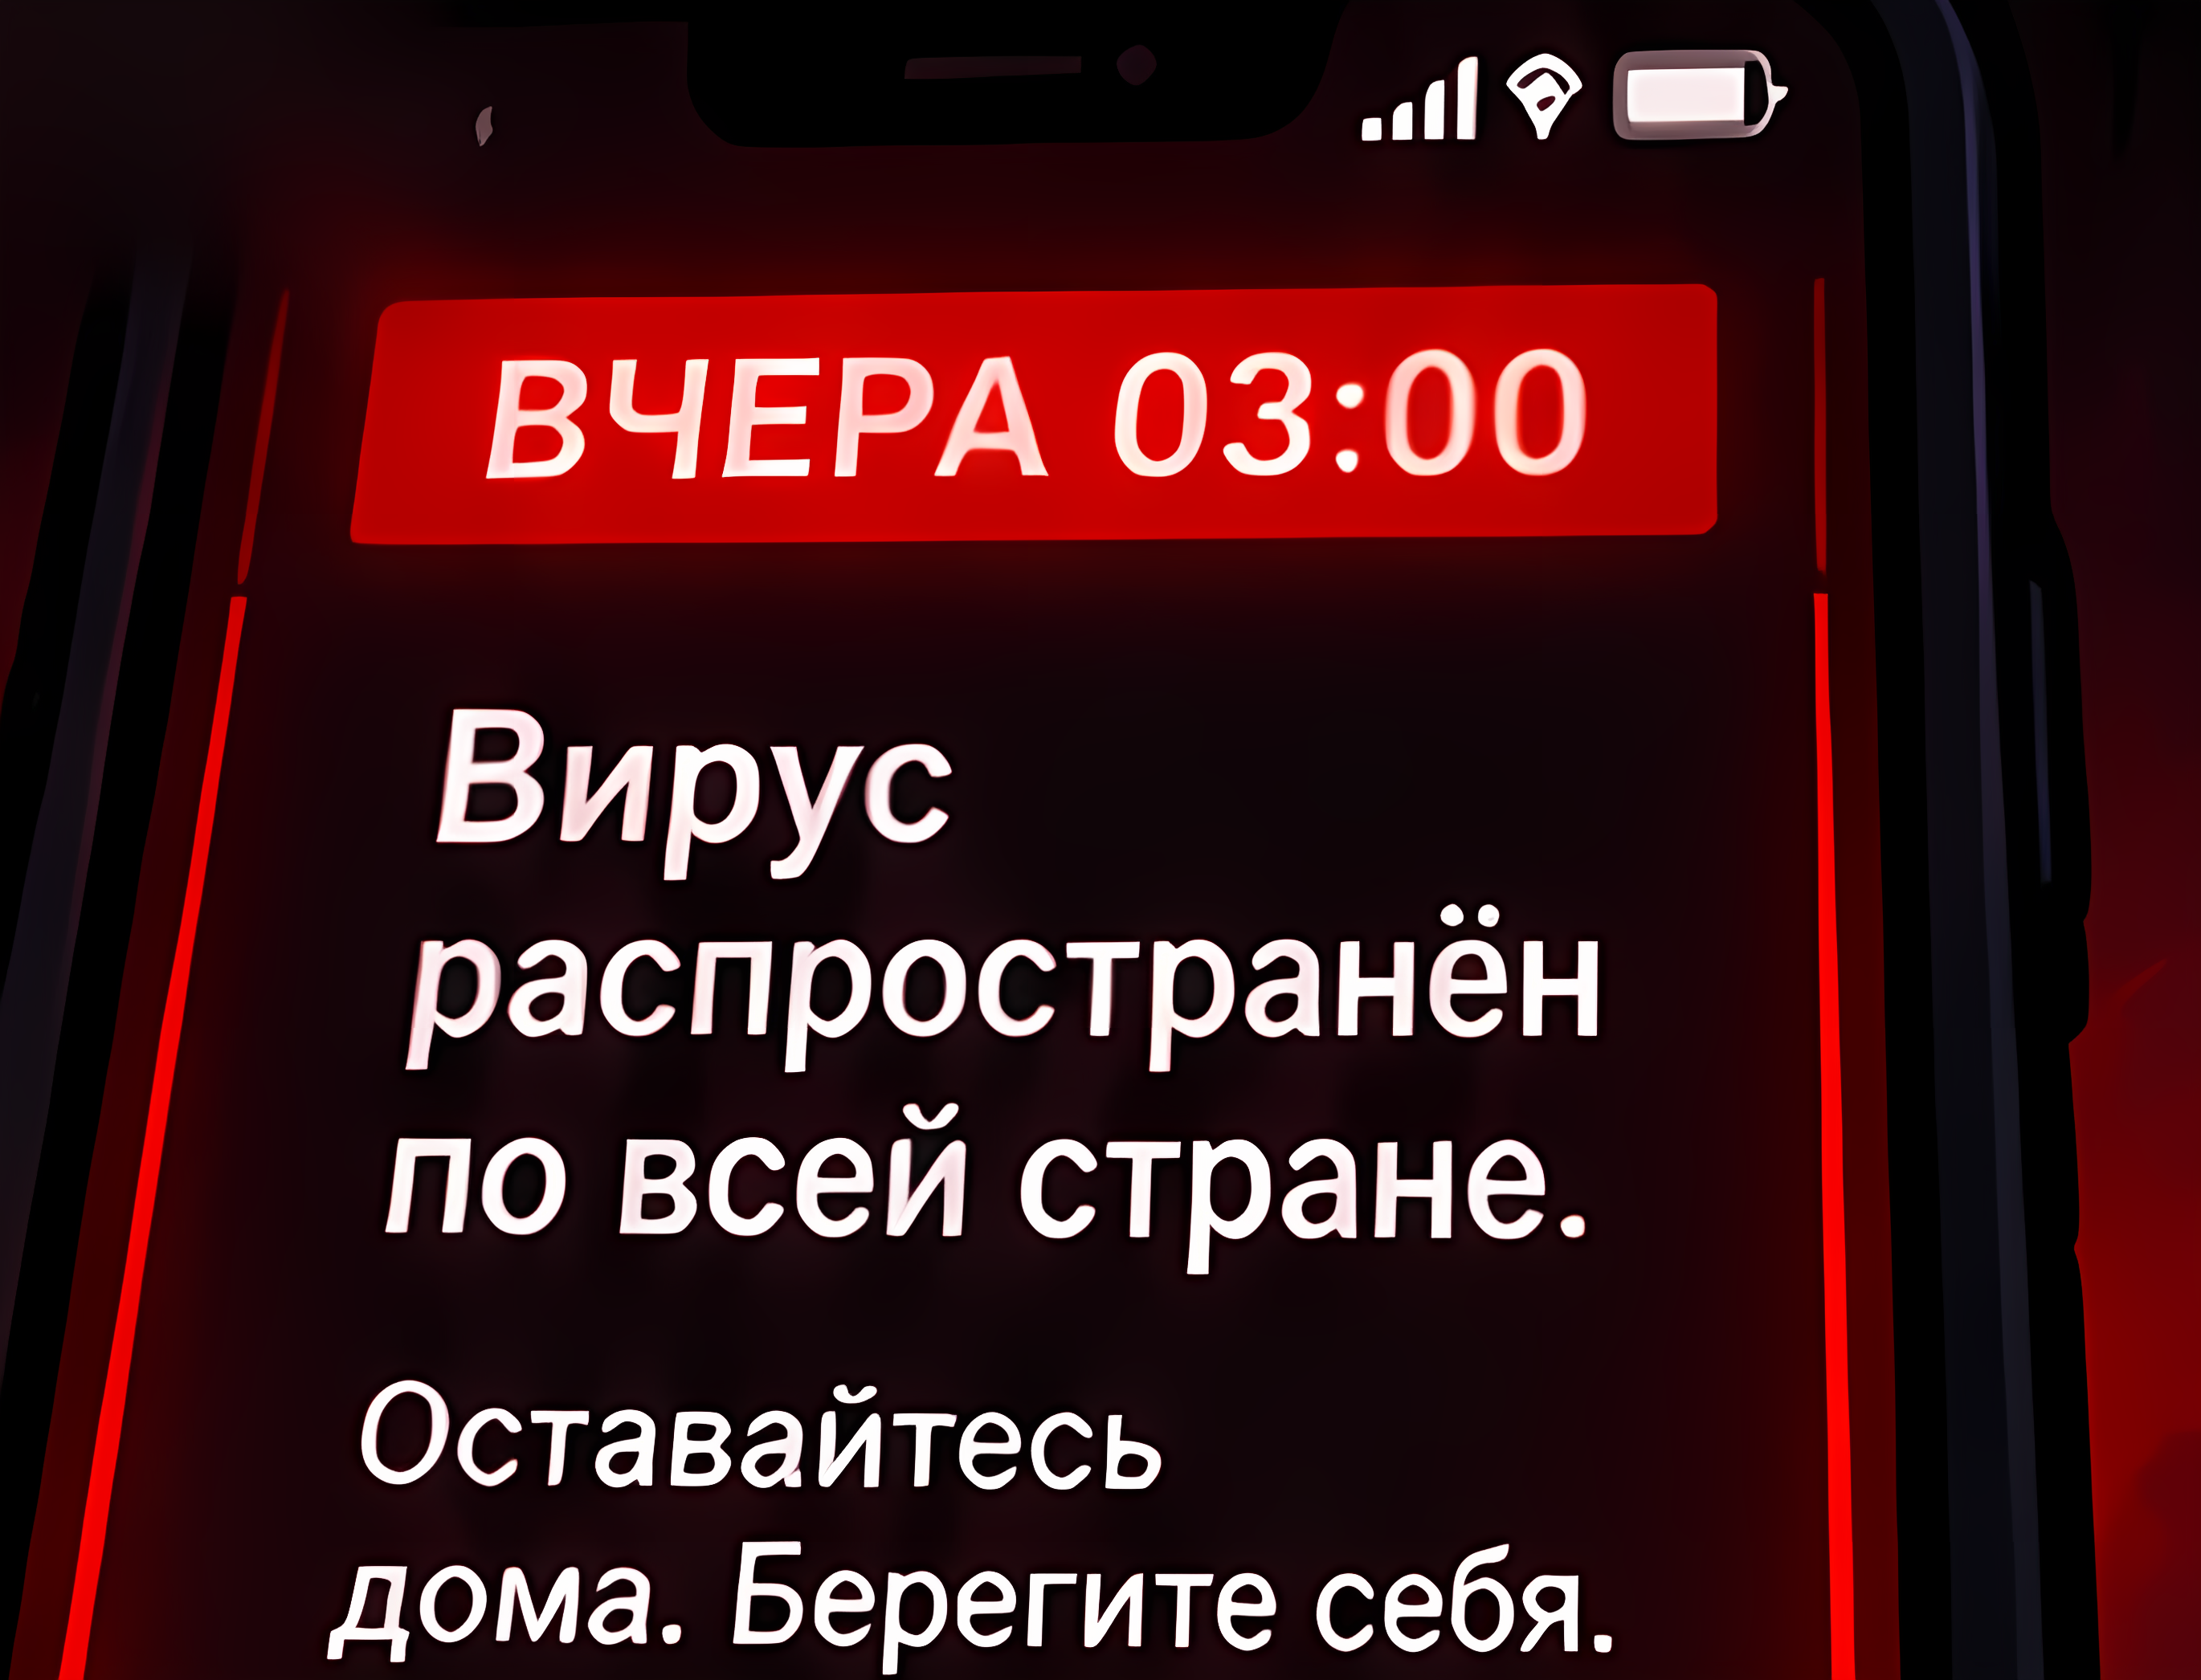 ВЧЕРА 03:00
Вирус
распространён
по всей стране.
Оставайтесь
дома. Берегите себя.